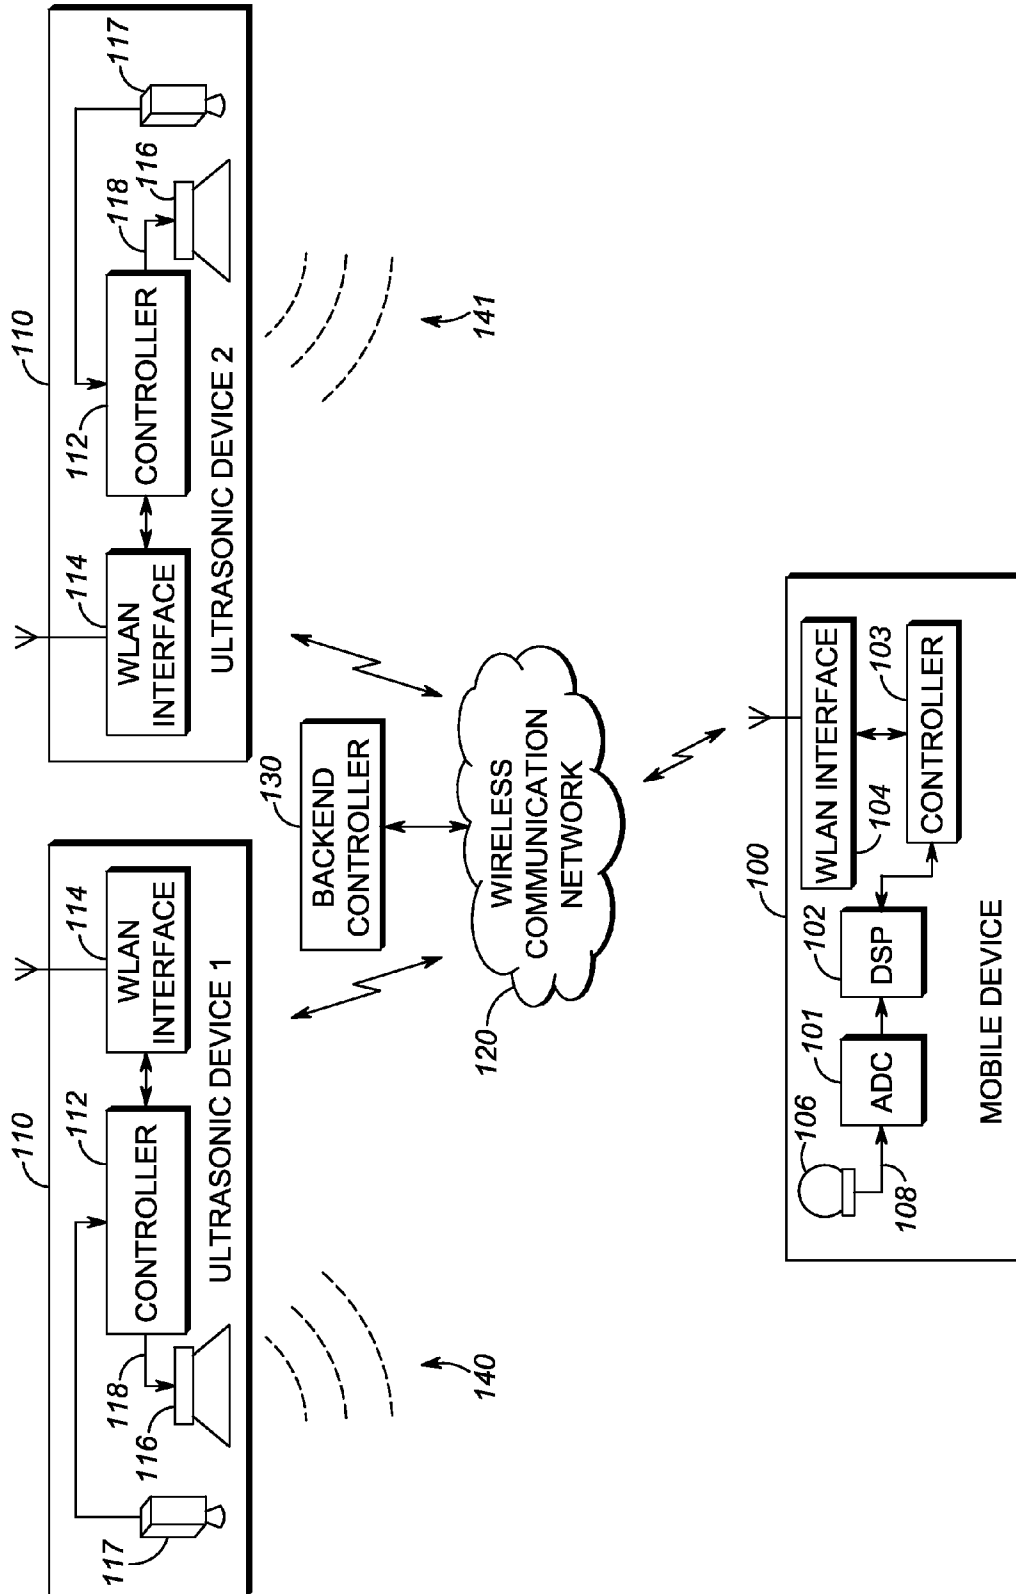 110
112
114
CONTROLLER
WLAN
INTERFACE
118
116
117
ULTRASONIC DEVICE 1
140
110
114
112
WLAN
INTERFACE
CONTROLLER
118
116
117
ULTRASONIC DEVICE 2
141
130
BACKEND
CONTROLLER
120
WIRELESS
COMMUNICATION
NETWORK
100
106
101
102
108
ADC
DSP
WLAN INTERFACE
104
103
CONTROLLER
MOBILE DEVICE